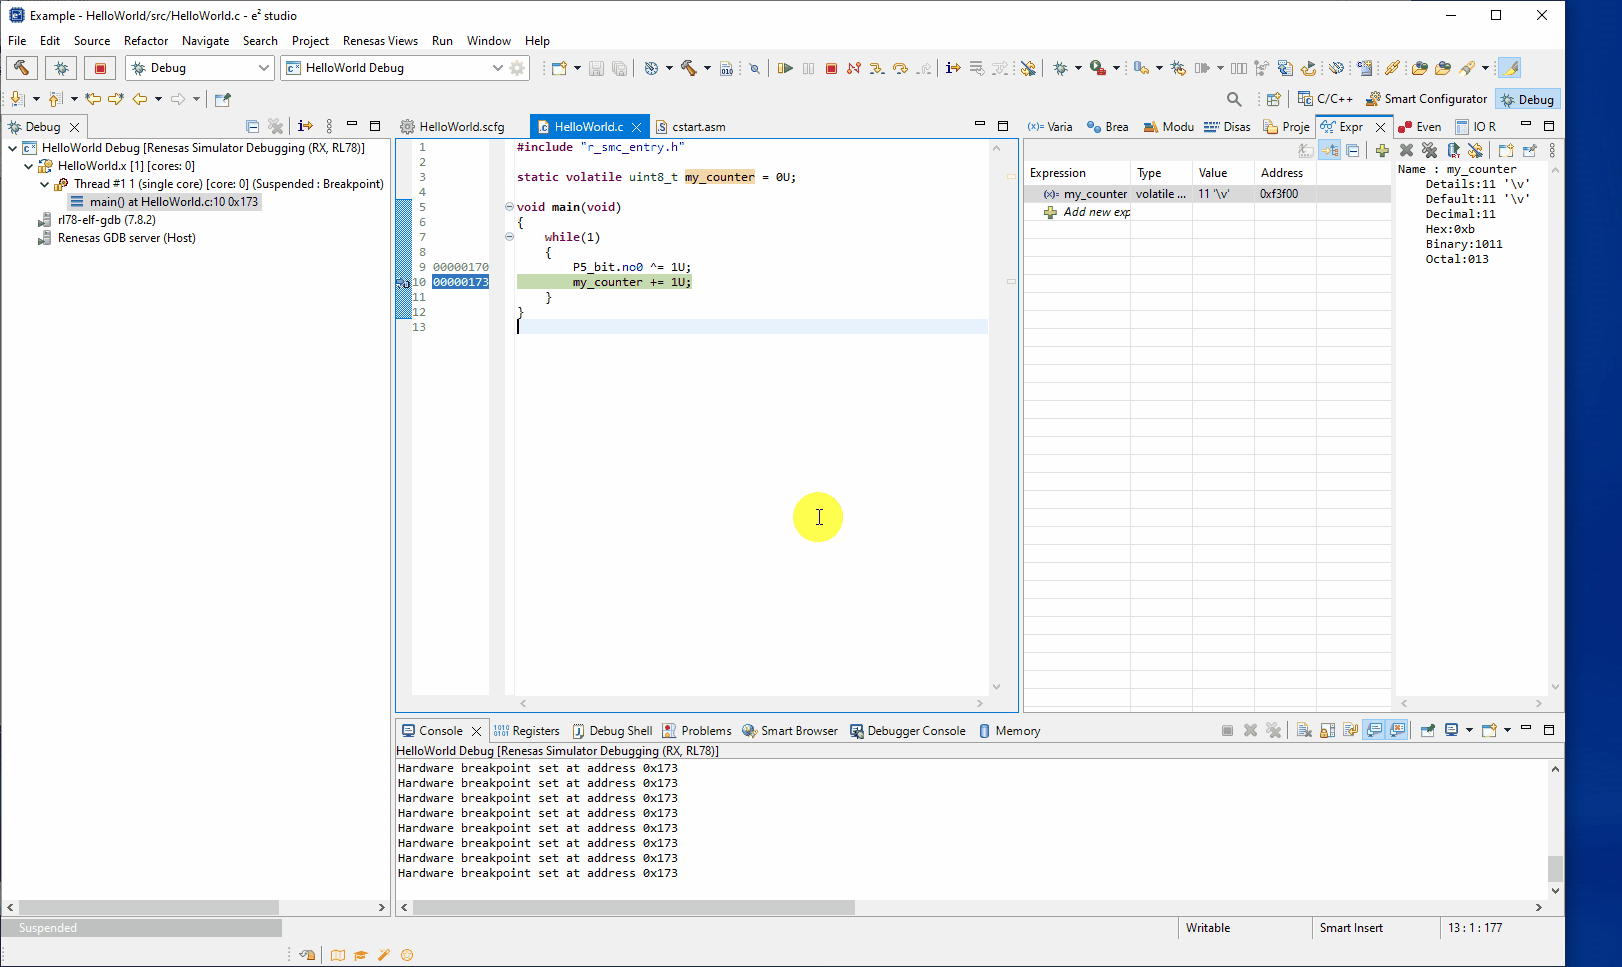 Example - HelloWorld/src/HelloWorld.c - e² studio
File Edit Source Refactor Navigate Search Project Renesas Views Run Window Help
Debug HelloWorld Debug
C/C++ Smart Configurator Debug
Debug
HelloWorld Debug [Renesas Simulator Debugging (RX, RL78)]
HelloWorld.x [1] [cores: 0]
Thread #1 1 (single core) [core: 0] (Suspended : Breakpoint)
main() at HelloWorld.c:10 0x173
rl78-elf-gdb (7.8.2)
Renesas GDB server (Host)
HelloWorld.scfg HelloWorld.c cstart.asm
1 #include "r_smc_entry.h"
2
3 static volatile uint8_t my_counter = 0U;
4
5 void main(void)
6 {
7 while(1)
8 {
9 00000170 P5_bit.no0 ^= 1U;
10 00000173 my_counter += 1U;
11 }
12 }
13
(x)= Varia Brea Modu Disas Proje Expr Even IO R
Expression Type Value Address
(x)= my_counter volatile ... 11 '\v' 0xf3f00
Add new exp
Name : my_counter
Details:11 '\v'
Default:11 '\v'
Decimal:11
Hex:0xb
Binary:1011
Octal:013
Console Registers Debug Shell Problems Smart Browser Debugger Console Memory
HelloWorld Debug [Renesas Simulator Debugging (RX, RL78)]
Hardware breakpoint set at address 0x173
Hardware breakpoint set at address 0x173
Hardware breakpoint set at address 0x173
Hardware breakpoint set at address 0x173
Hardware breakpoint set at address 0x173
Hardware breakpoint set at address 0x173
Hardware breakpoint set at address 0x173
Hardware breakpoint set at address 0x173
Suspended Writable Smart Insert 13 : 1 : 177